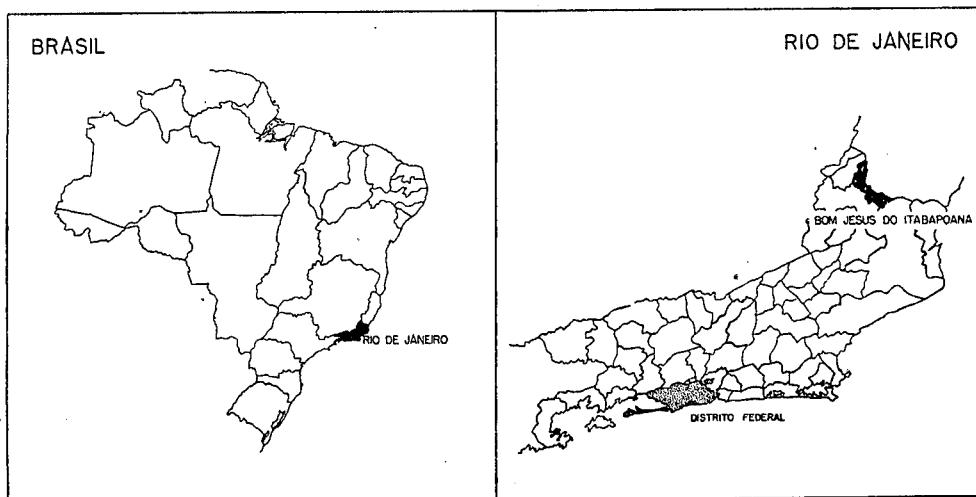 BRASIL
RIO DE JANEIRO
RIO DE JANEIRO
BOM JESUS DO ITABAPOANA
DISTRITO FEDERAL